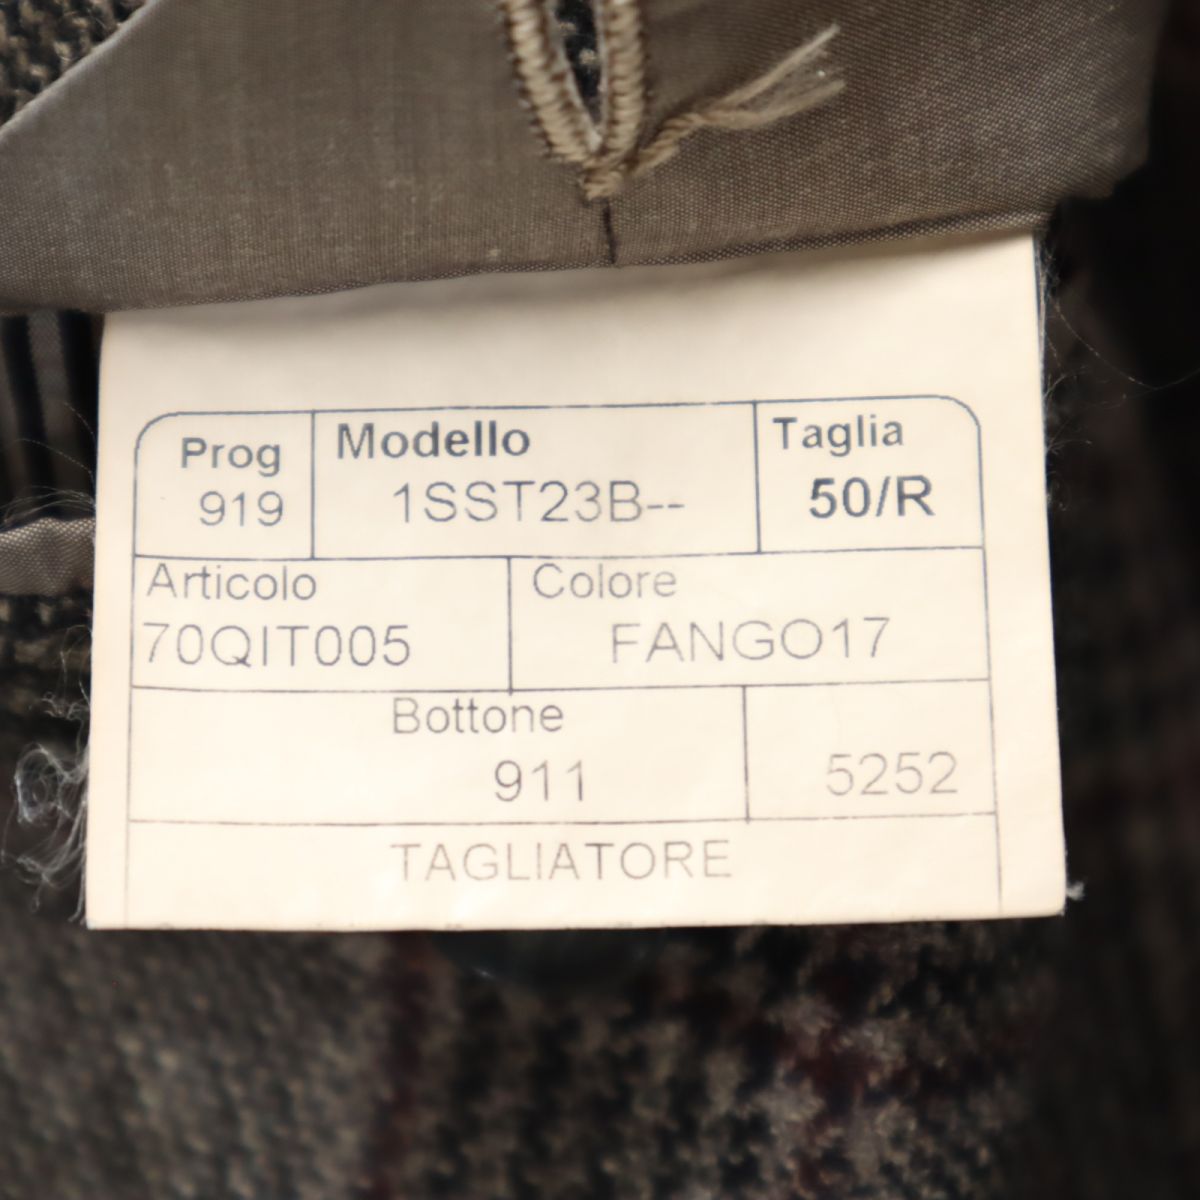 Prog Modello Taglia
919 1SST23B-- 50/R
Articolo Colore
70QIT005 FANGO17
Bottone
911 5252
TAGLIATORE